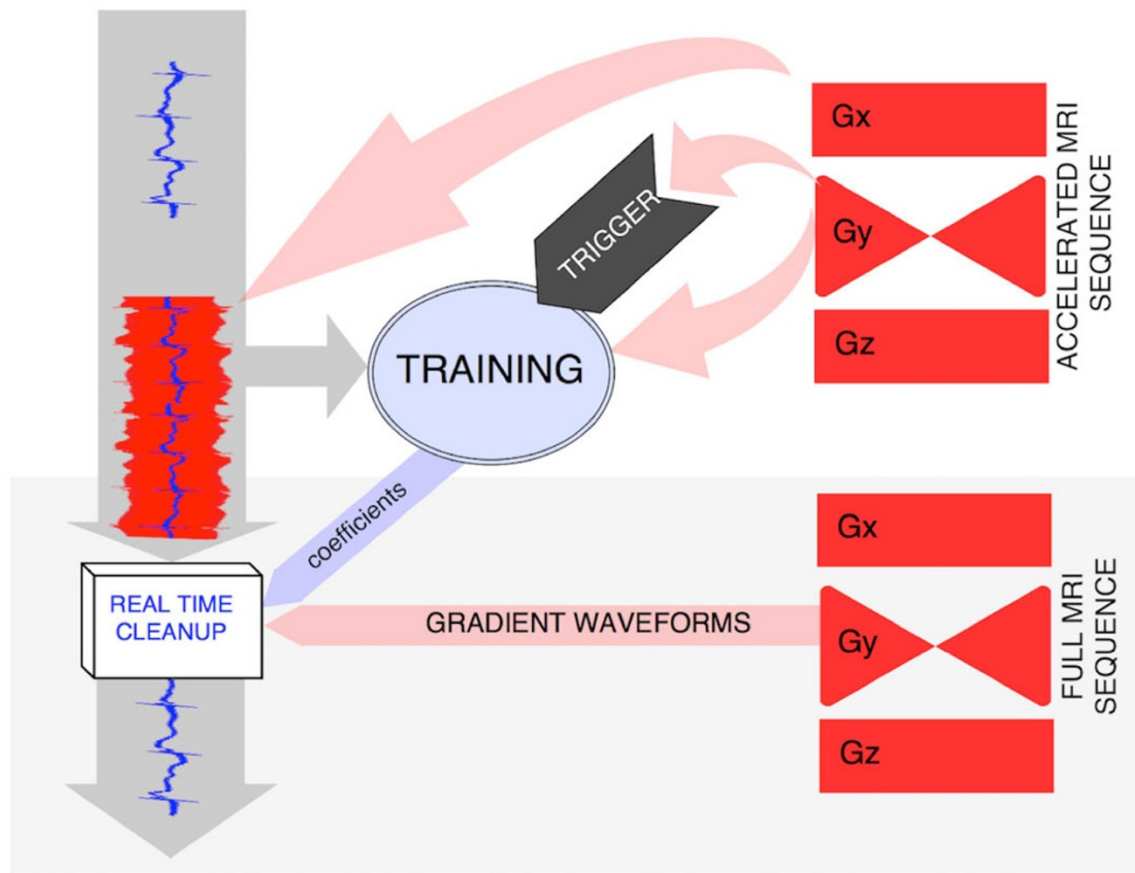 Gx
Gy
Gz
ACCELERATED MRI
SEQUENCE
TRIGGER
TRAINING
coefficients
REAL TIME
CLEANUP
GRADIENT WAVEFORMS
Gx
Gy
Gz
FULL MRI
SEQUENCE